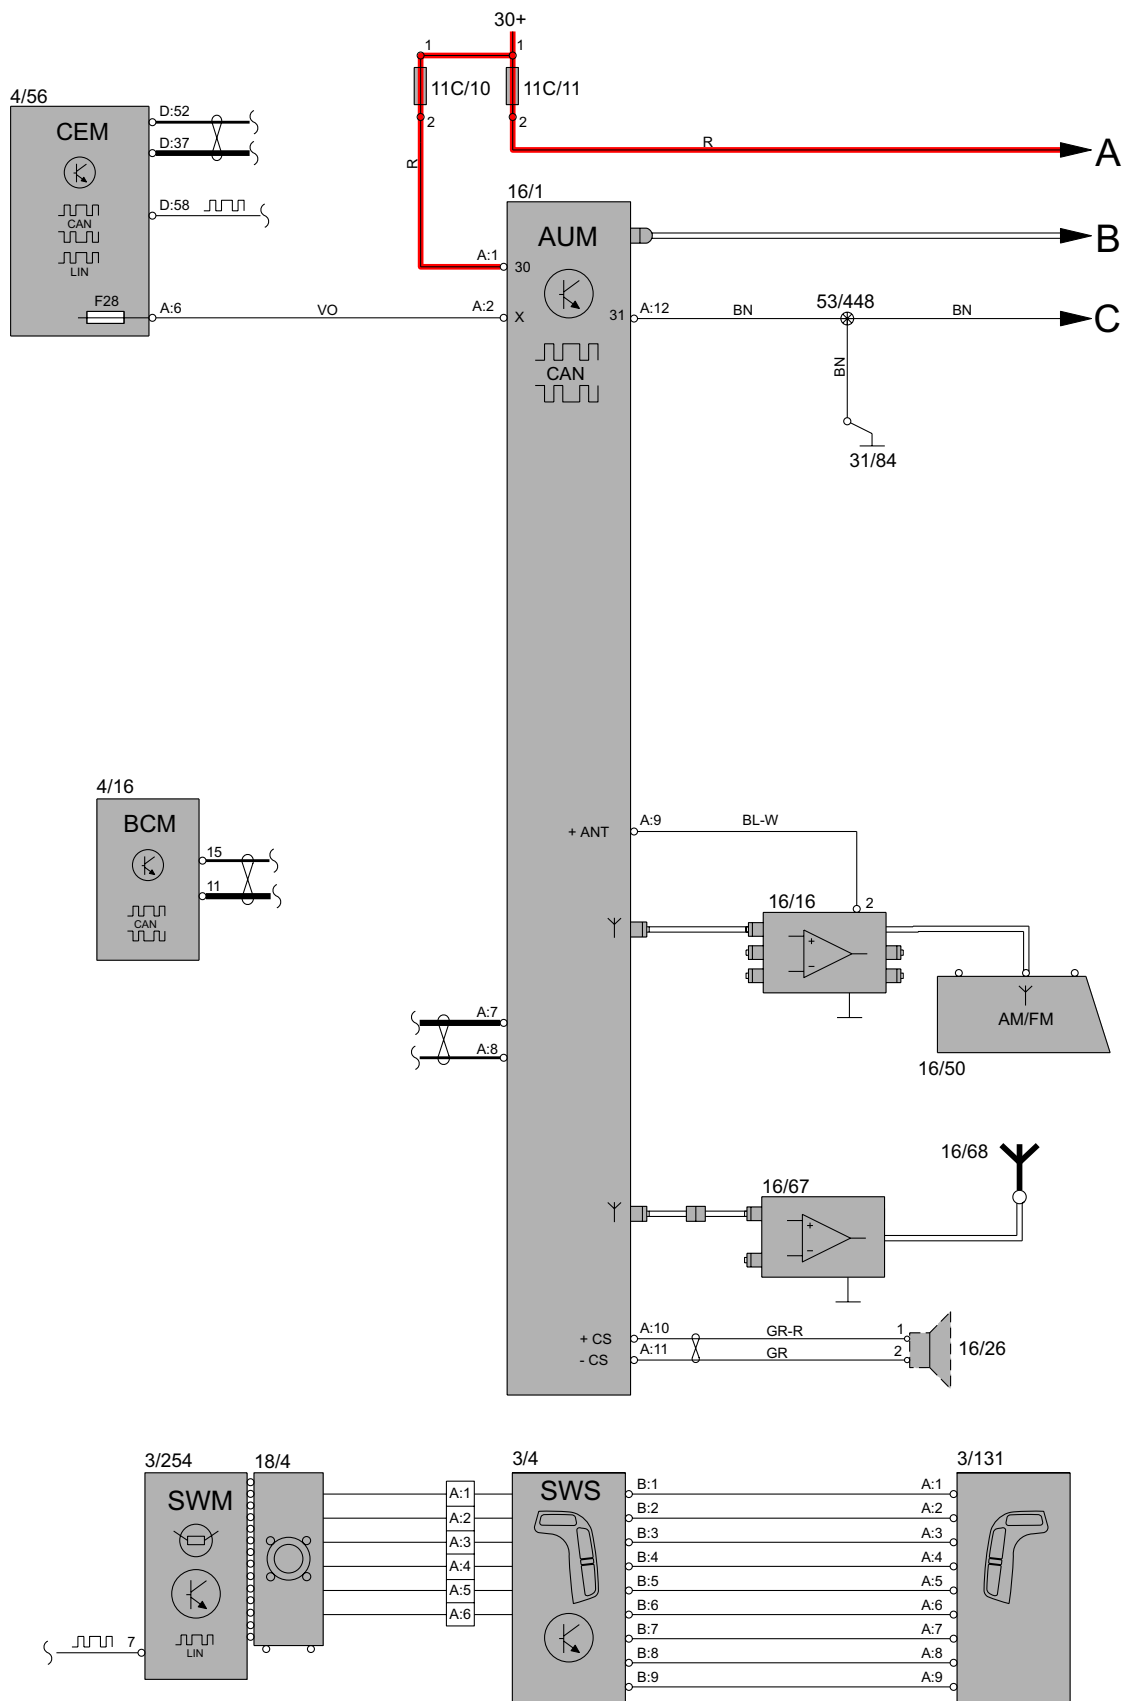 30+
1
1
11C/10
11C/11
2
2
R
R
A
4/56
CEM
D:52
D:37
D:58
CAN
LIN
F28
A:6
VO
16/1
AUM
A:1
30
A:2
X
CAN
31
A:12
BN
53/448
BN
BN
31/84
B
C
4/16
BCM
15
11
CAN
+ ANT
A:9
BL-W
16/16
2
+
−
AM/FM
16/50
A:7
A:8
16/68
16/67
+
−
+ CS
A:10
GR-R
1
- CS
A:11
GR
2
16/26
3/254
SWM
LIN
7
18/4
A:1
A:2
A:3
A:4
A:5
A:6
3/4
SWS
B:1
B:2
B:3
B:4
B:5
B:6
B:7
B:8
B:9
3/131
A:1
A:2
A:3
A:4
A:5
A:6
A:7
A:8
A:9